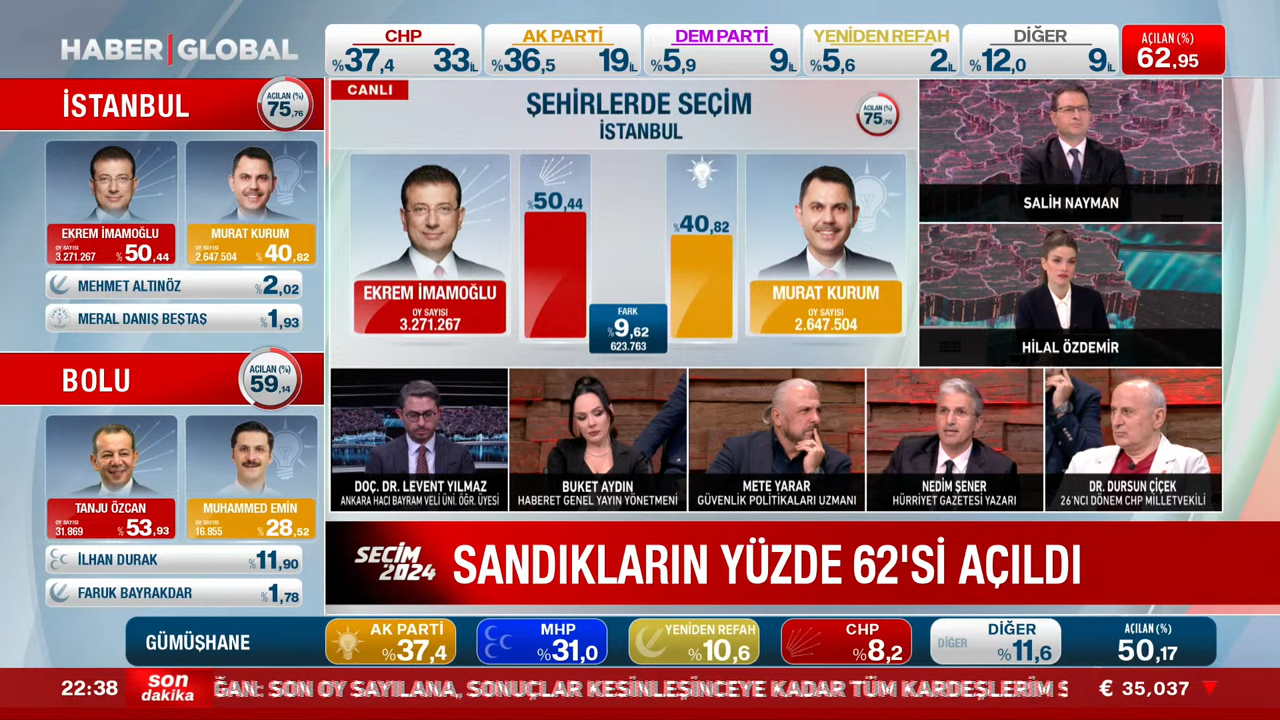 HABER|GLOBAL
CHP
%37,4 33 İL
AK PARTİ
%36,5 19 İL
DEM PARTİ
%5,9 9 İL
YENİDEN REFAH
%5,6 2 İL
DİĞER
%12,0 9 İL
AÇILAN (%)
62,95
İSTANBUL
AÇILAN (%)
75,76
EKREM İMAMOĞLU
OY SAYISI
3.271.267 %50,44
MURAT KURUM
OY SAYISI
2.647.504 %40,82
MEHMET ALTINÖZ %2,02
MERAL DANIŞ BEŞTAŞ %1,93
BOLU
AÇILAN (%)
59,14
TANJU ÖZCAN
OY SAYISI
31.869 %53,93
MUHAMMED EMİN
OY SAYISI
16.855 %28,52
İLHAN DURAK %11,90
FARUK BAYRAKDAR %1,78
CANLI
ŞEHİRLERDE SEÇİM
İSTANBUL
AÇILAN (%)
75,76
%50,44
%40,82
EKREM İMAMOĞLU
OY SAYISI
3.271.267
FARK
%9,62
623.763
MURAT KURUM
OY SAYISI
2.647.504
SALİH NAYMAN
HİLAL ÖZDEMİR
DOÇ. DR. LEVENT YILMAZ
ANKARA HACI BAYRAM VELİ ÜNİ. ÖĞR. ÜYESİ
BUKET AYDIN
HABERET GENEL YAYIN YÖNETMENİ
METE YARAR
GÜVENLİK POLİTİKALARI UZMANI
NEDİM ŞENER
HÜRRİYET GAZETESİ YAZARI
DR. DURSUN ÇİÇEK
26'NCI DÖNEM CHP MİLLETVEKİLİ
SEÇİM
2024
SANDIKLARIN YÜZDE 62'Sİ AÇILDI
GÜMÜŞHANE
AK PARTİ
%37,4
MHP
%31,0
YENİDEN REFAH
%10,6
CHP
%8,2
DİĞER
DİĞER
%11,6
AÇILAN (%)
50,17
22:38
son
dakika
ĞAN: SON OY SAYILANA, SONUÇLAR KESİNLEŞİNCEYE KADAR TÜM KARDEŞLERİM S
€ 35,037